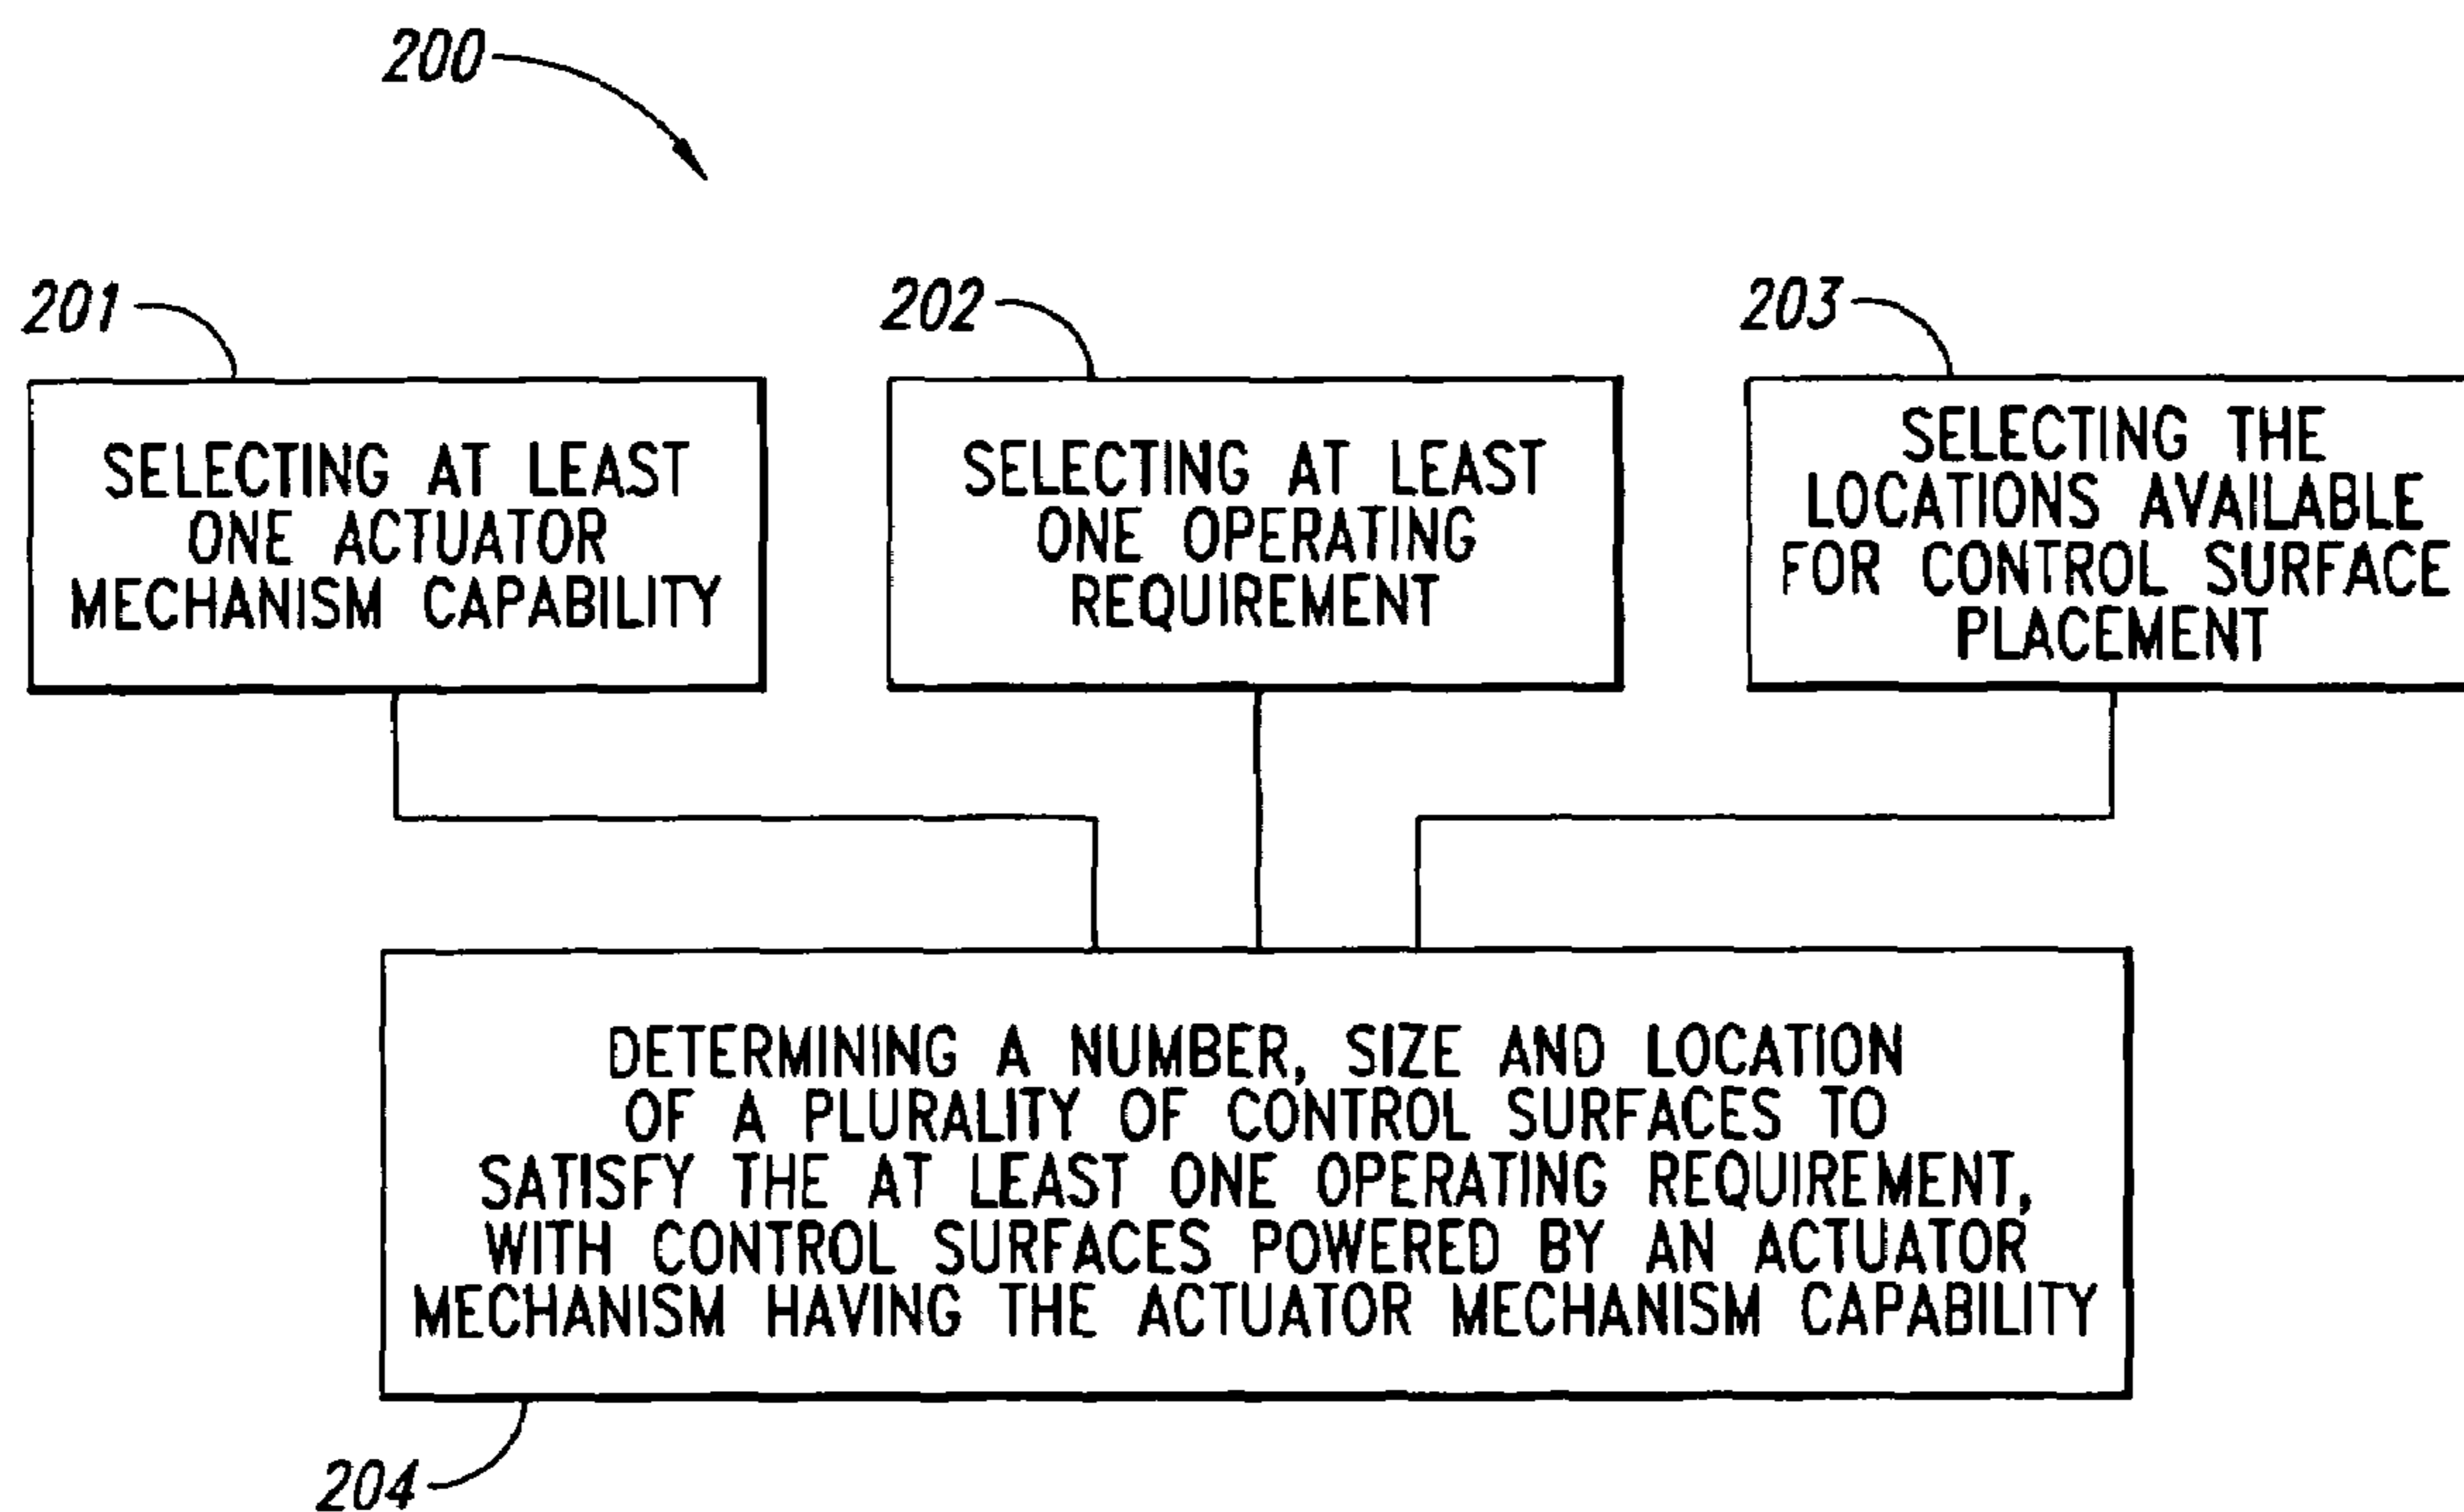 200
201
202
203
SELECTING AT LEAST
ONE ACTUATOR
MECHANISM CAPABILITY
SELECTING AT LEAST
ONE OPERATING
REQUIREMENT
SELECTING THE
LOCATIONS AVAILABLE
FOR CONTROL SURFACE
PLACEMENT
DETERMINING A NUMBER, SIZE AND LOCATION
OF A PLURALITY OF CONTROL SURFACES TO
SATISFY THE AT LEAST ONE OPERATING REQUIREMENT,
WITH CONTROL SURFACES POWERED BY AN ACTUATOR
MECHANISM HAVING THE ACTUATOR MECHANISM CAPABILITY
204